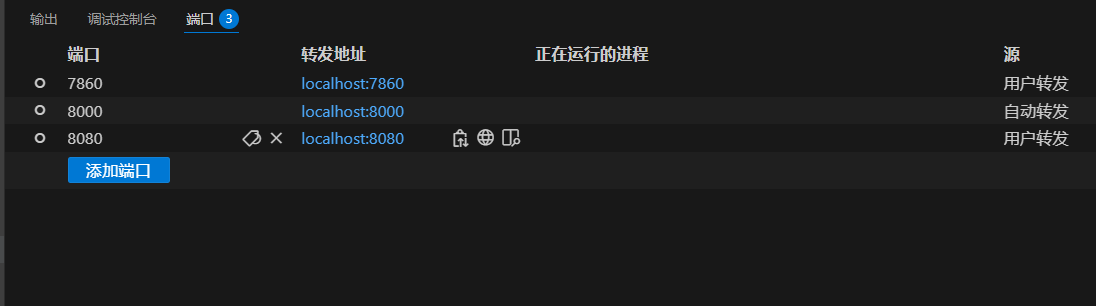 输出 调试控制台 端口 3
端口 转发地址 正在运行的进程 源
7860 localhost:7860 用户转发
8000 localhost:8000 自动转发
8080 localhost:8080 用户转发
添加端口